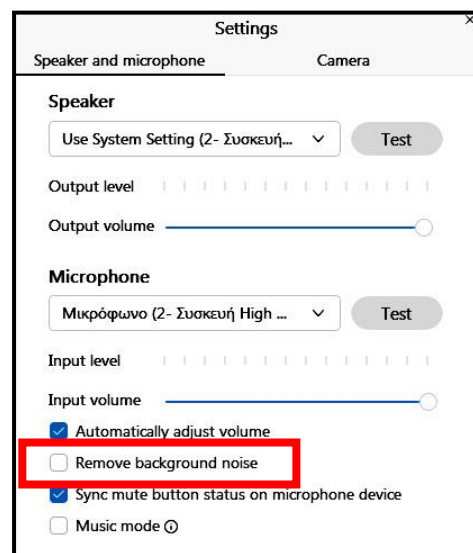 Settings
Speaker and microphone Camera
Speaker
Use System Setting (2- Συσκευή... Test
Output level
Output volume
Microphone
Μικρόφωνο (2- Συσκευή High ... Test
Input level
Input volume
Automatically adjust volume
Remove background noise
Sync mute button status on microphone device
Music mode